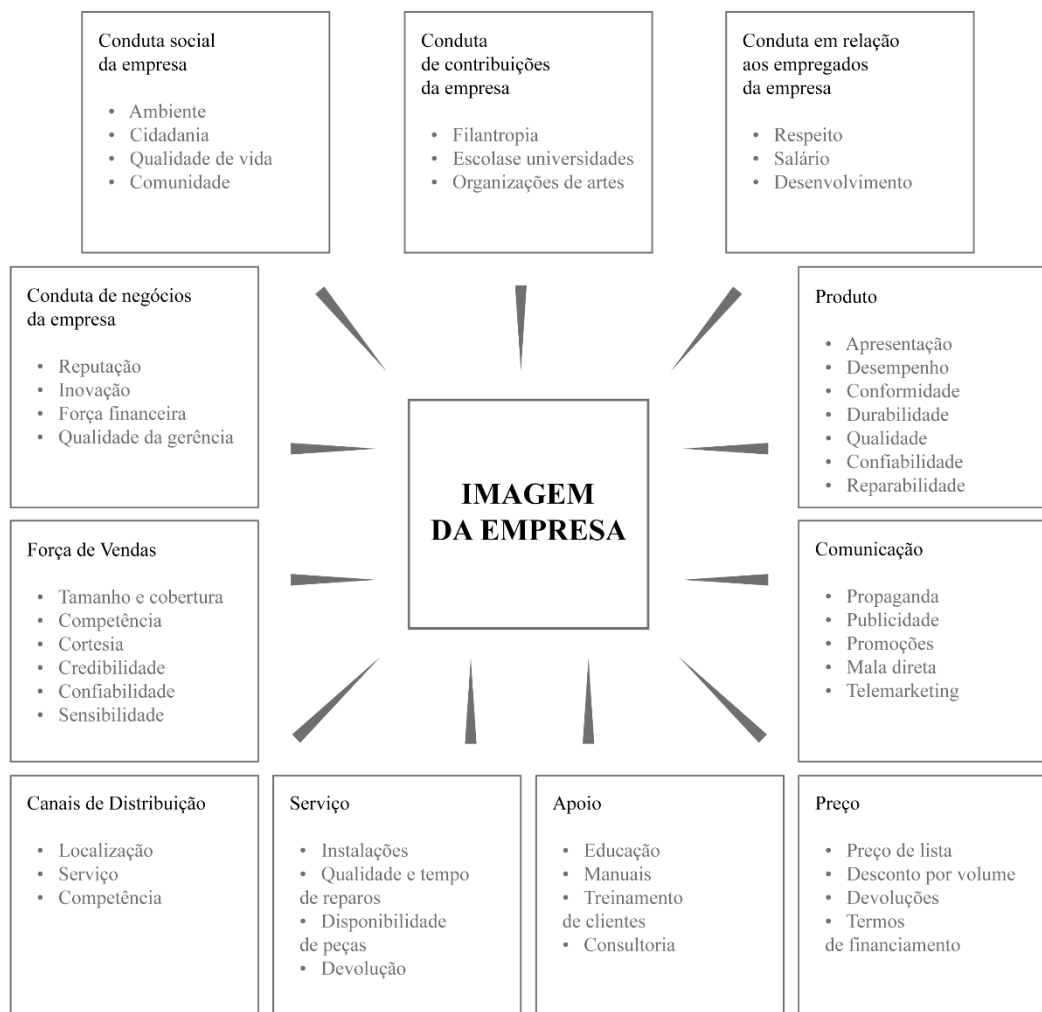 Conduta social
da empresa
• Ambiente
• Cidadania
• Qualidade de vida
• Comunidade
Conduta
de contribuições
da empresa
• Filantropia
• Escolase universidades
• Organizações de artes
Conduta em relação
aos empregados
da empresa
• Respeito
• Salário
• Desenvolvimento
Conduta de negócios
da empresa
• Reputação
• Inovação
• Força financeira
• Qualidade da gerência
Produto
• Apresentação
• Desempenho
• Conformidade
• Durabilidade
• Qualidade
• Confiabilidade
• Reparabilidade
IMAGEM
DA EMPRESA
Força de Vendas
• Tamanho e cobertura
• Competência
• Cortesia
• Credibilidade
• Confiabilidade
• Sensibilidade
Comunicação
• Propaganda
• Publicidade
• Promoções
• Mala direta
• Telemarketing
Canais de Distribuição
• Localização
• Serviço
• Competência
Serviço
• Instalações
• Qualidade e tempo
de reparos
• Disponibilidade
de peças
• Devolução
Apoio
• Educação
• Manuais
• Treinamento
de clientes
• Consultoria
Preço
• Preço de lista
• Desconto por volume
• Devoluções
• Termos
de financiamento